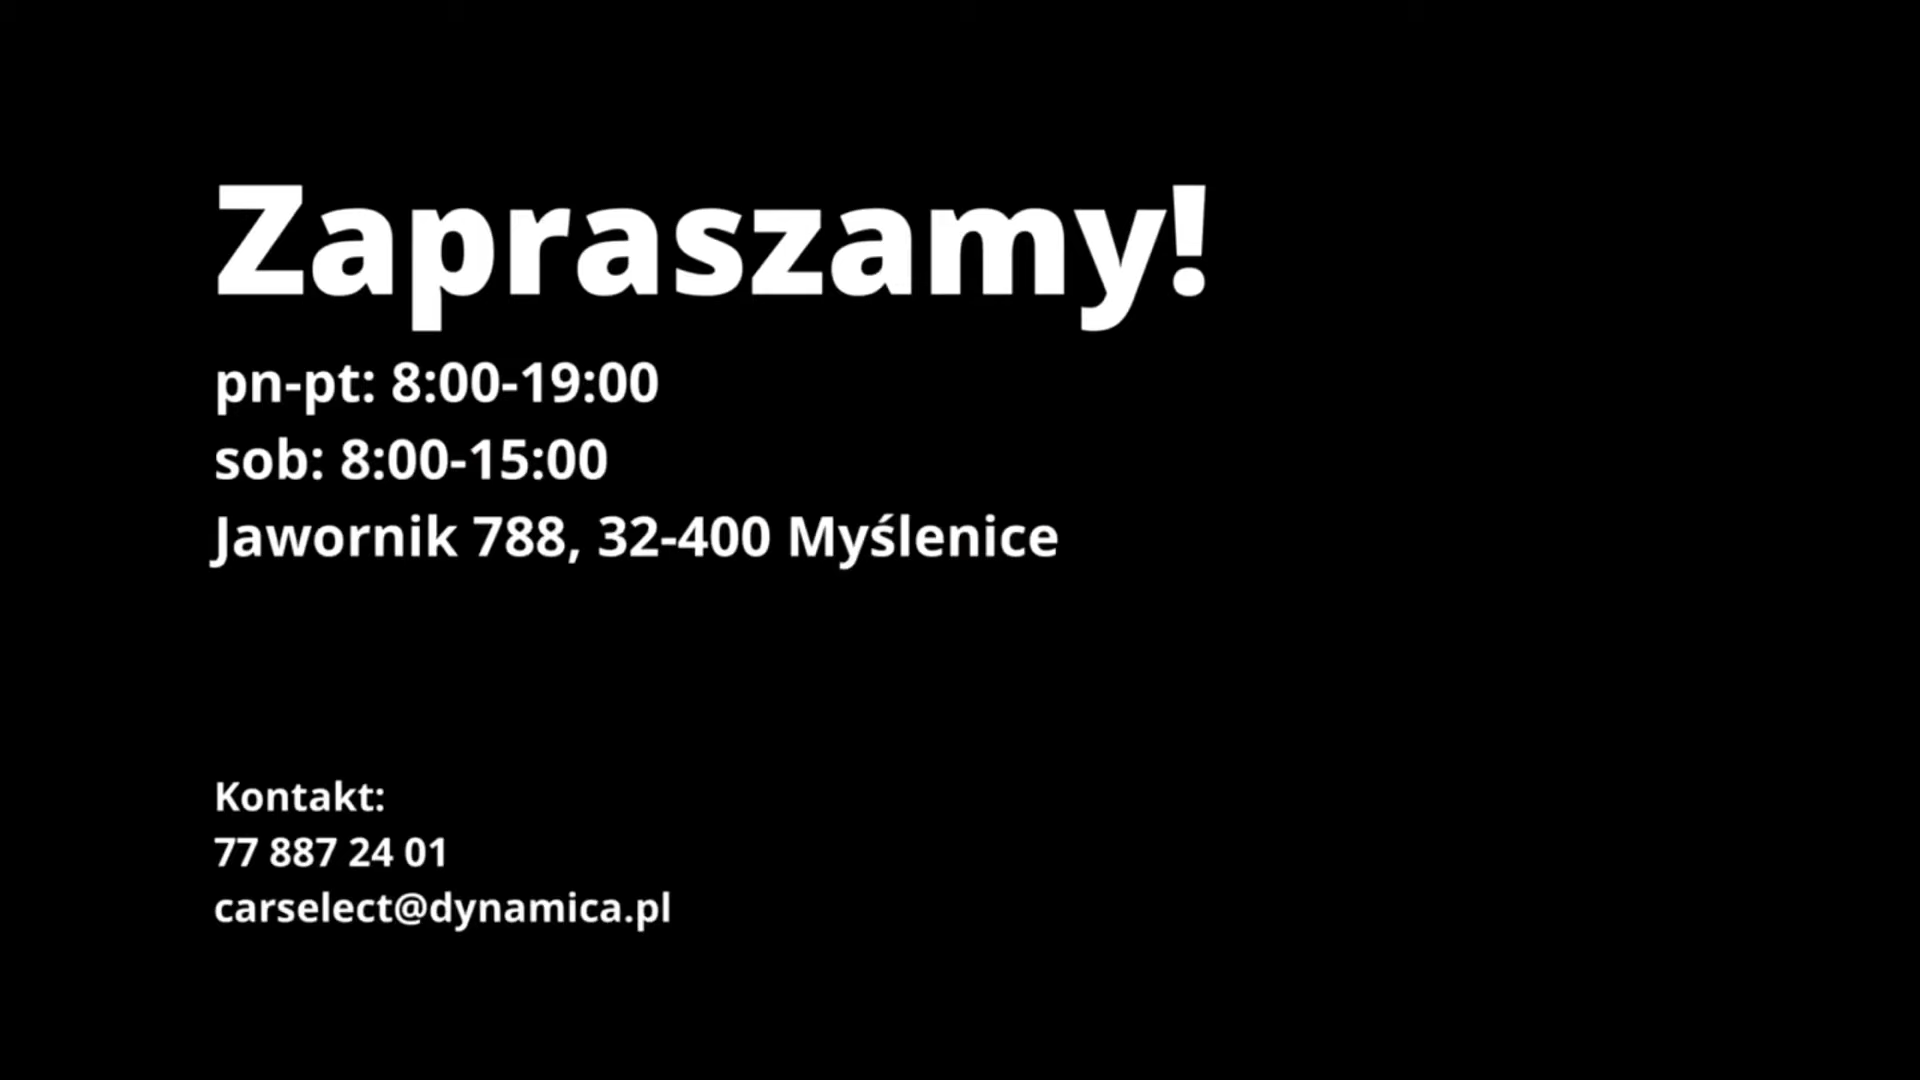 Zapraszamy!
pn-pt: 8:00-19:00
sob: 8:00-15:00
Jawornik 788, 32-400 Myślenice
Kontakt:
77 887 24 01
carselect@dynamica.pl